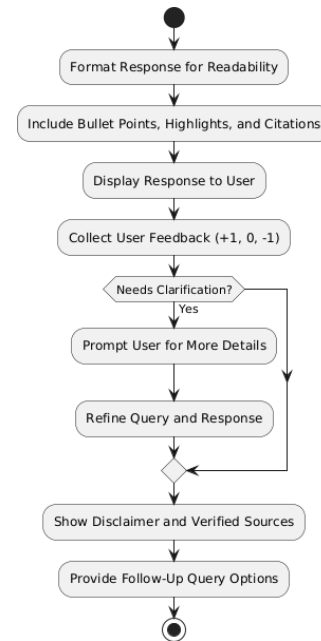 Format Response for Readability
Include Bullet Points, Highlights, and Citations
Display Response to User
Collect User Feedback (+1, 0, -1)
Needs Clarification?
Yes
Prompt User for More Details
Refine Query and Response
Show Disclaimer and Verified Sources
Provide Follow-Up Query Options